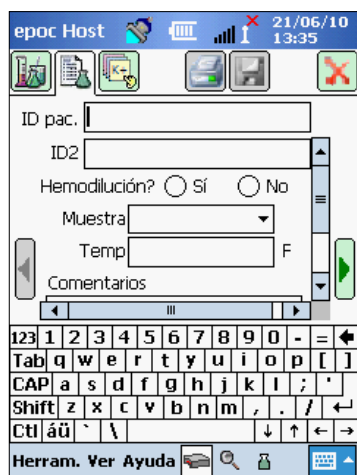 epoc Host 21/06/10
13:35
K+
ID pac.
ID2
Hemodilución? Sí No
Muestra
Temp F
Comentarios
123 1 2 3 4 5 6 7 8 9 0 - = ←
Tab q w e r t y u i o p [ ]
CAP a s d f g h j k l ; '
Shift z x c v b n m , . / ↵
Ctl áü ` \ ↓ ↑ ← →
Herram. Ver Ayuda